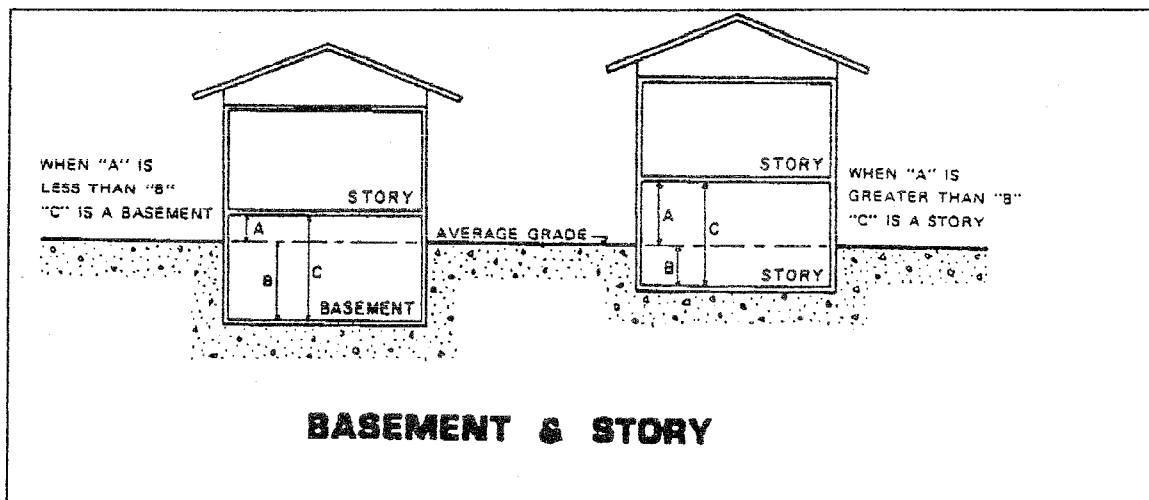 WHEN "A" IS
LESS THAN "B"
"C" IS A BASEMENT
STORY
A
B
C
BASEMENT
AVERAGE GRADE
STORY
A
C
B
STORY
WHEN "A" IS
GREATER THAN "B"
"C" IS A STORY
BASEMENT & STORY